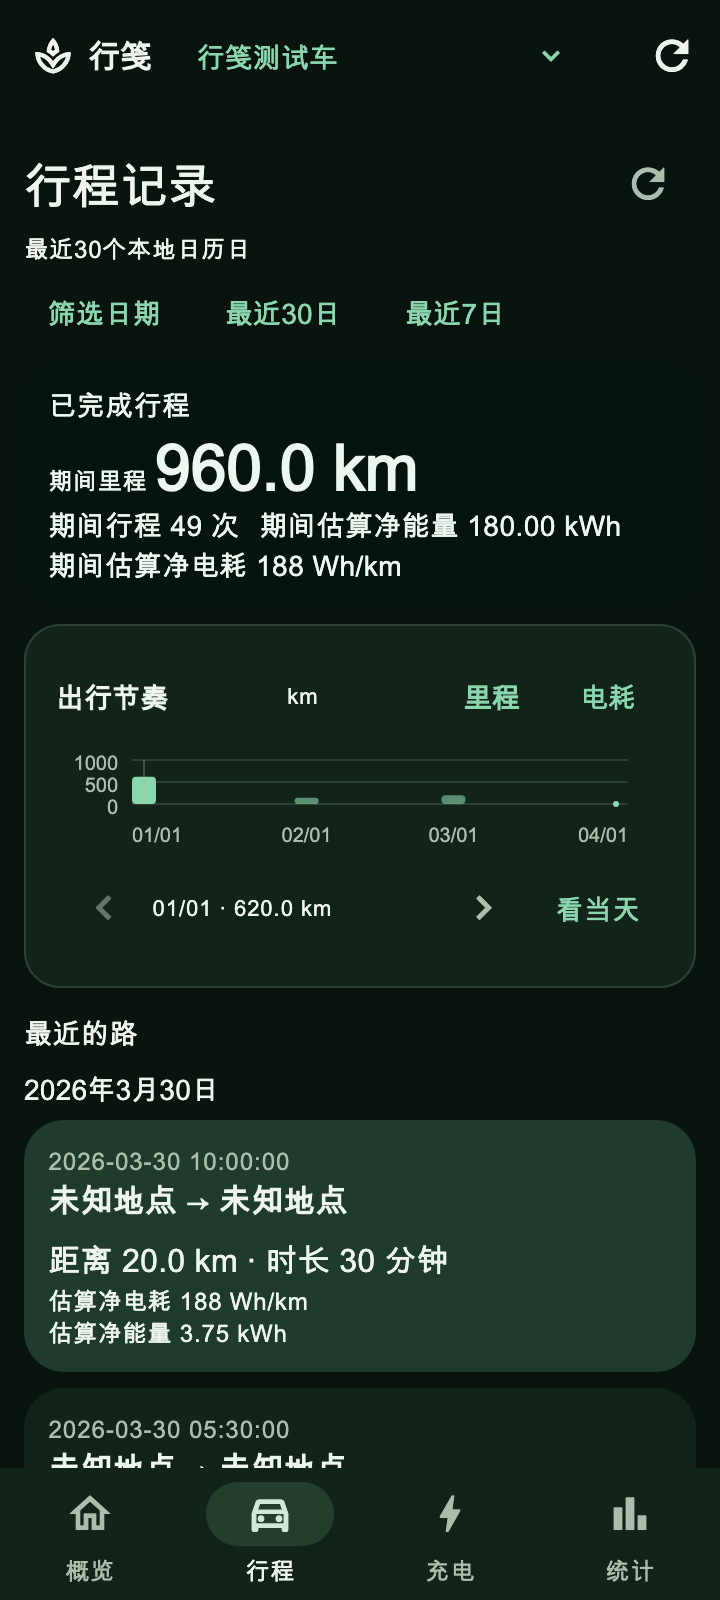 行笺 行笺测试车
行程记录
最近30个本地日历日
筛选日期 最近30日 最近7日
已完成行程
期间里程 960.0 km
期间行程 49 次 期间估算净能量 180.00 kWh
期间估算净电耗 188 Wh/km
出行节奏 km 里程 电耗
1000
500
0
01/01 02/01 03/01 04/01
01/01 · 620.0 km 看当天
最近的路
2026年3月30日
2026-03-30 10:00:00
未知地点 → 未知地点
距离 20.0 km · 时长 30 分钟
估算净电耗 188 Wh/km
估算净能量 3.75 kWh
2026-03-30 05:30:00
未知地点 → 未知地点
概览 行程 充电 统计